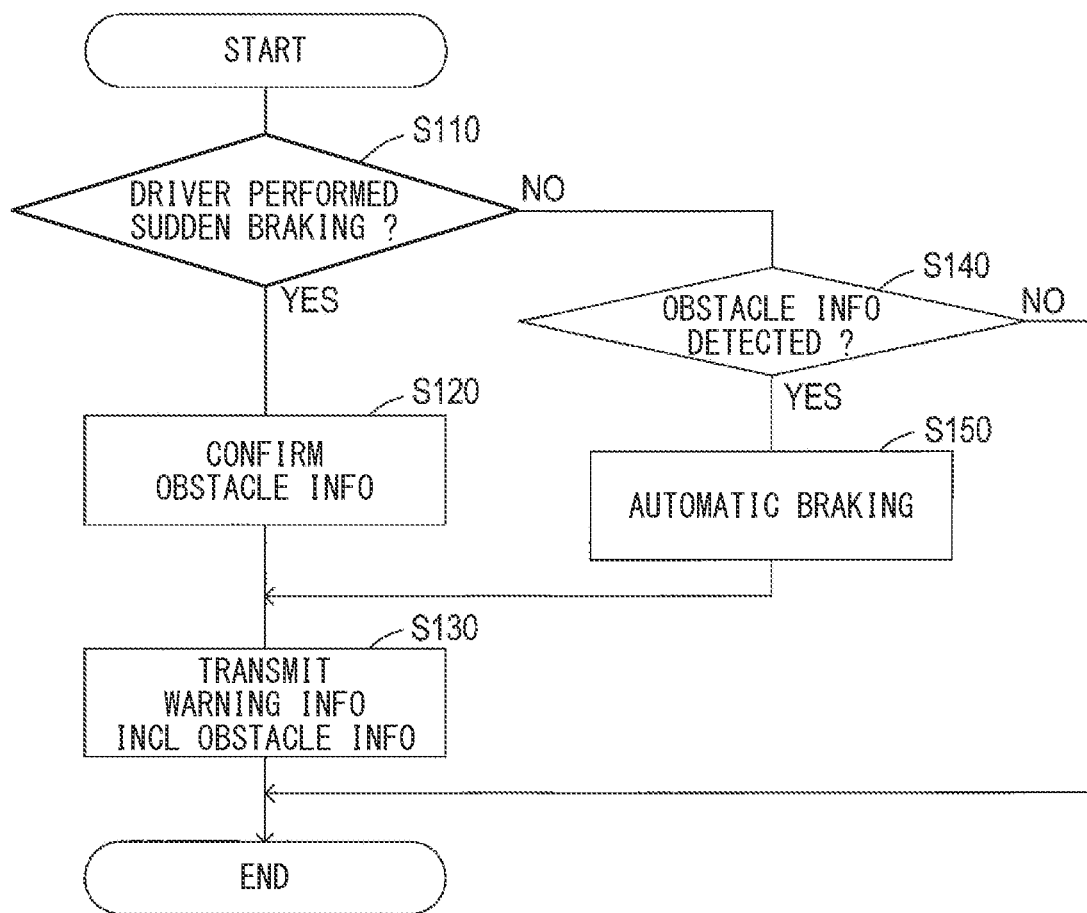 START
S110
DRIVER PERFORMED
SUDDEN BRAKING ?
NO
YES
S140
OBSTACLE INFO
DETECTED ?
NO
YES
S120
CONFIRM
OBSTACLE INFO
S150
AUTOMATIC BRAKING
S130
TRANSMIT
WARNING INFO
INCL OBSTACLE INFO
END